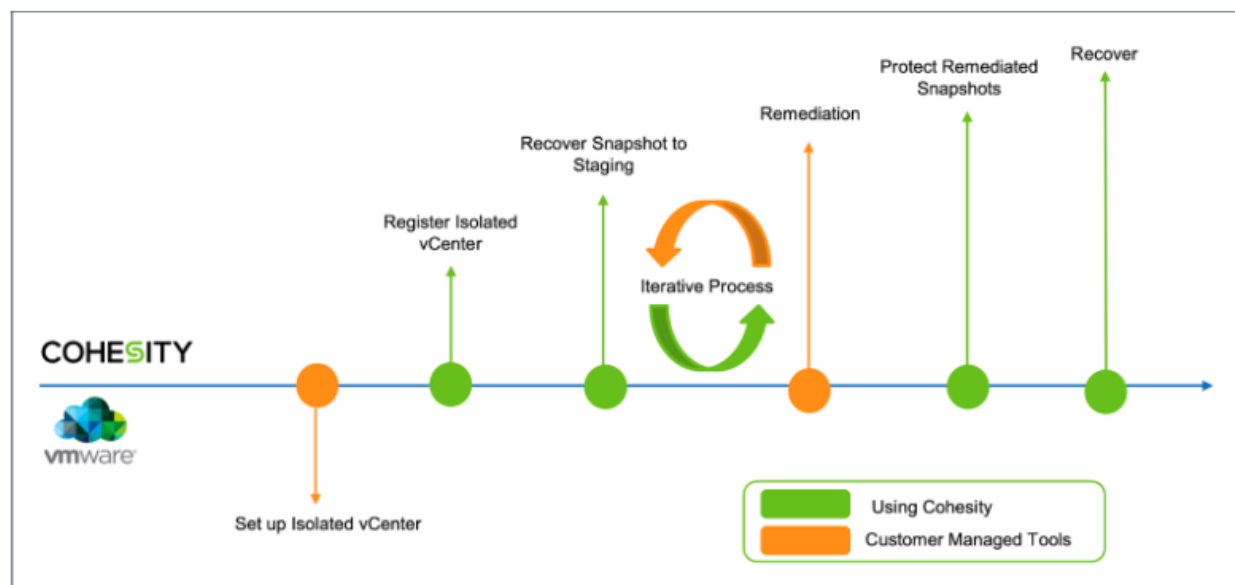 Recover
Protect Remediated
Snapshots
Remediation
Recover Snapshot to
Staging
Register Isolated
vCenter
Iterative Process
COHESITY
vmware
Set up Isolated vCenter
Using Cohesity
Customer Managed Tools